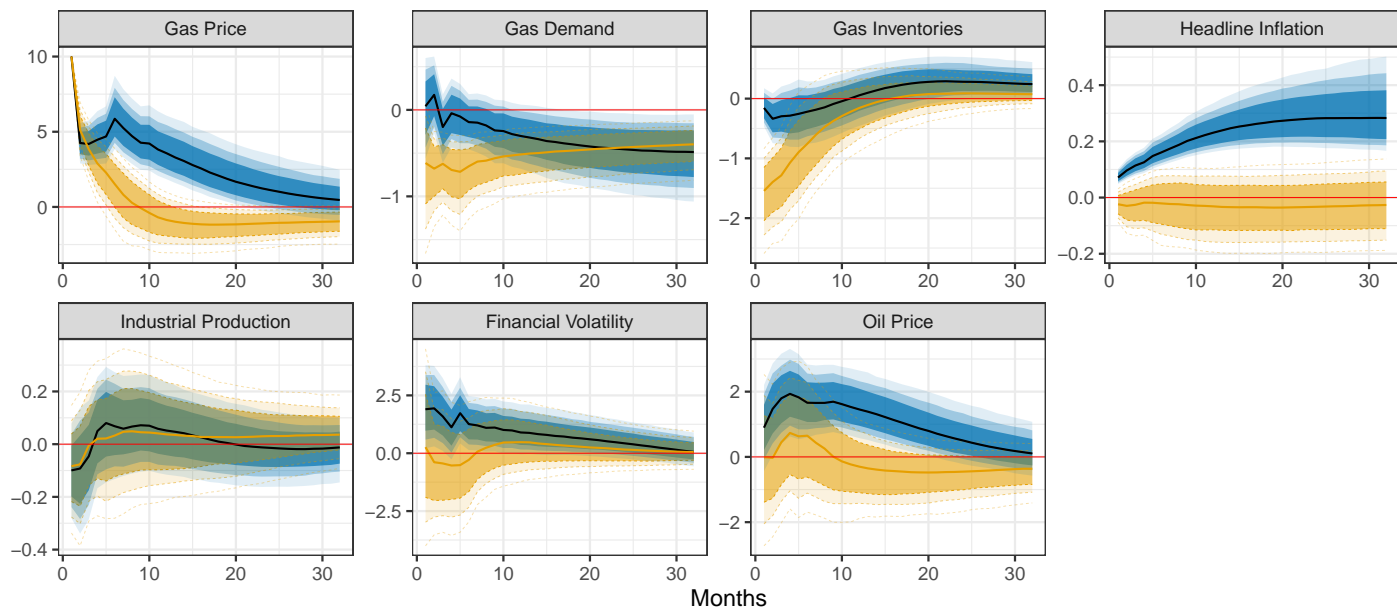 Gas Price
Gas Demand
Gas Inventories
Headline Inflation
10
5
0
0 10 20 30
0
−1
0 10 20 30
0
−1
−2
0 10 20 30
0.4
0.2
0.0
−0.2
0 10 20 30
Industrial Production
Financial Volatility
Oil Price
0.2
0.0
−0.2
−0.4
0 10 20 30
2.5
0.0
−2.5
0 10 20 30
2
0
−2
0 10 20 30
Months